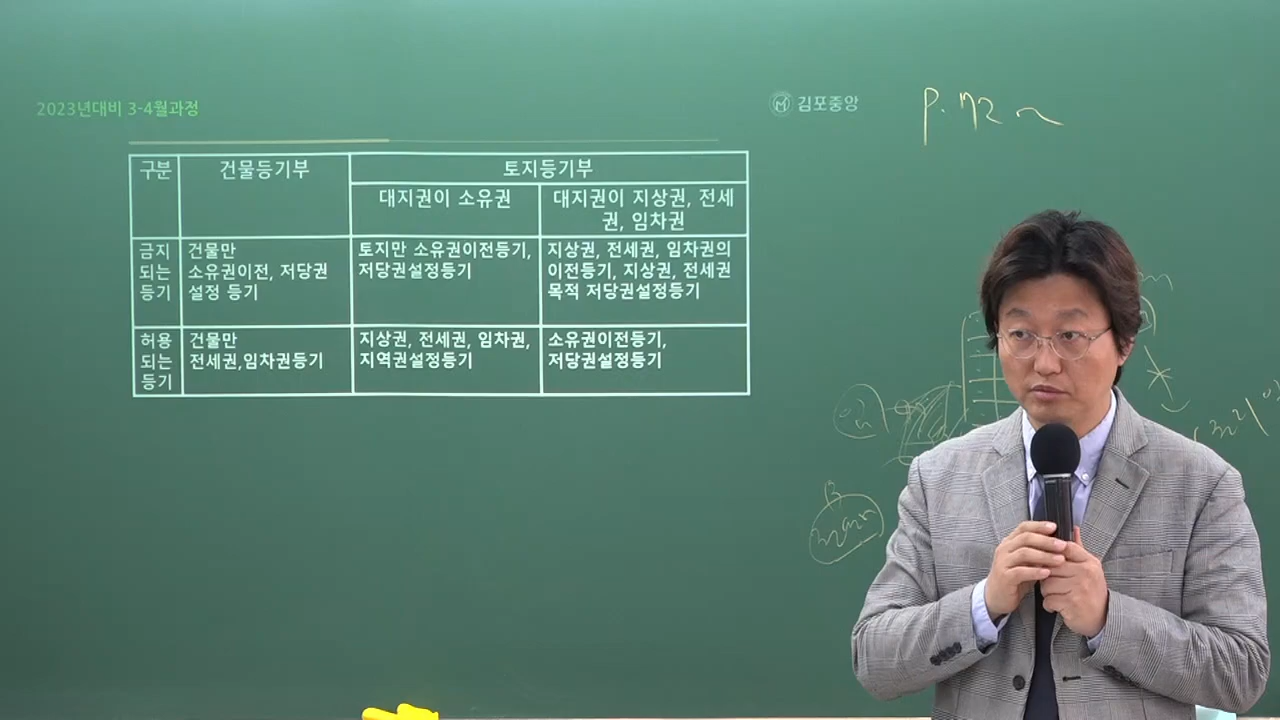 2023년대비 3-4월과정
김포중앙
구분
건물등기부
토지등기부
대지권이 소유권
대지권이 지상권, 전세
권, 임차권
금지
되는
등기
건물만
소유권이전, 저당권
설정 등기
토지만 소유권이전등기,
저당권설정등기
지상권, 전세권, 임차권의
이전등기, 지상권, 전세권
목적 저당권설정등기
허용
되는
등기
건물만
전세권,임차권등기
지상권, 전세권, 임차권,
지역권설정등기
소유권이전등기,
저당권설정등기